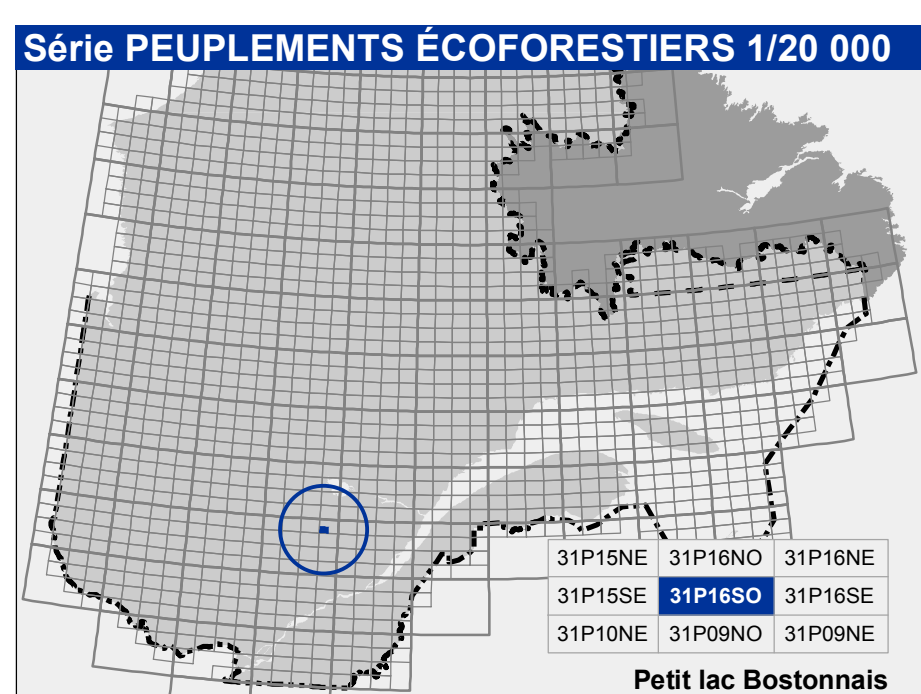 Série PEUPLEMENTS ÉCOFORESTIERS 1/20 000
31P15NE 31P16NO 31P16NE
31P15SE 31P16SO 31P16SE
31P10NE 31P09NO 31P09NE
Petit lac Bostonnais